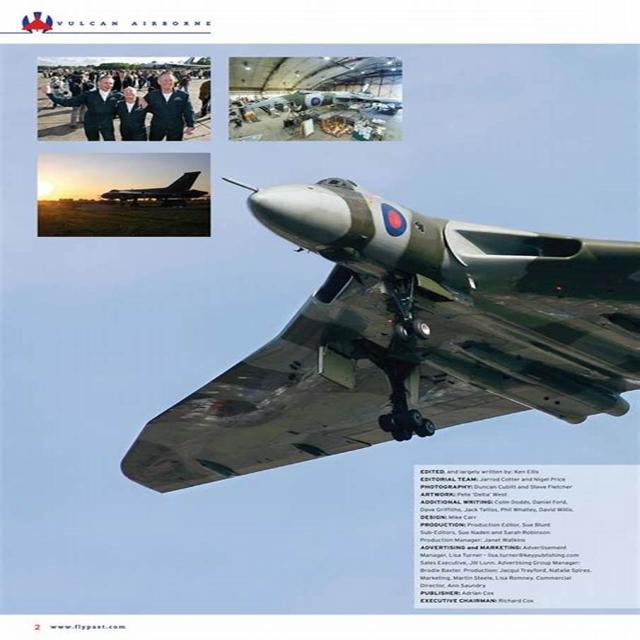 VULCAN AIRBORNE
EDITED, and largely written by: Ken Ellis
EDITORIAL TEAM: Jarrod Cotter and Nigel Price
PHOTOGRAPHY: Duncan Cubitt and Steve Fletcher
ARTWORK: Pete 'Delta' West
ADDITIONAL WRITING: Colin Dodds, Daniel Ford,
Dave Griffiths, Jack Tallos, Phil Whalley, David Willis.
DESIGN: Mike Carr
PRODUCTION: Production Editor, Sue Blunt
Sub-Editors, Sue Naden and Sarah Robinson
Production Manager: Janet Watkins
ADVERTISING and MARKETING: Advertisement
Manager, Lisa Turner - lisa.turner@keypublishing.com
Sales Executive, Jill Lunn. Advertising Group Manager:
Brodie Baxter. Production: Jacqui Trayford, Natalie Spires.
Marketing, Martin Steele, Lisa Romney. Commercial
Director, Ann Saundry
PUBLISHER: Adrian Cox
EXECUTIVE CHAIRMAN: Richard Cox
2 www.flypast.com